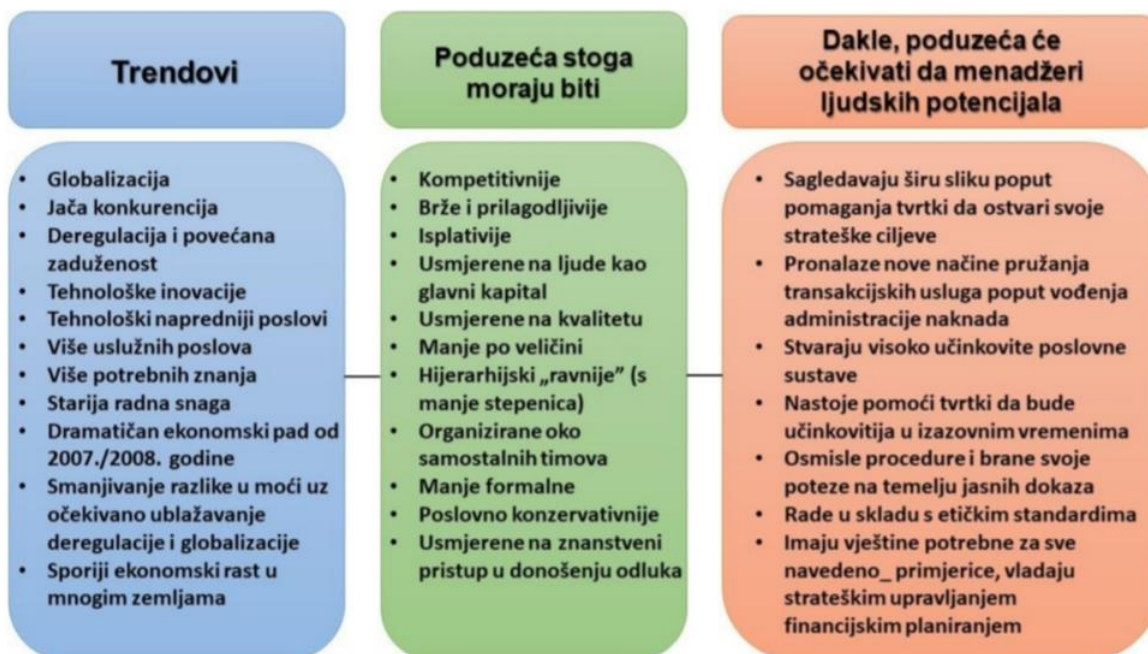 Trendovi
• Globalizacija
• Jača konkurencija
• Deregulacija i povećana
zaduženost
• Tehnološke inovacije
• Tehnološki napredniji poslovi
• Više uslužnih poslova
• Više potrebnih znanja
• Starija radna snaga
• Dramatičan ekonomski pad od
2007./2008. godine
• Smanjivanje razlike u moći uz
očekivano ublažavanje
deregulacije i globalizacije
• Sporiji ekonomski rast u
mnogim zemljama
Poduzeća stoga
moraju biti
• Kompetitivnije
• Brže i prilagodljivije
• Isplativije
• Usmjerene na ljude kao
glavni kapital
• Usmjerene na kvalitetu
• Manje po veličini
• Hijerarhijski „ravnije” (s
manje stepenica)
• Organizirane oko
samostalnih timova
• Manje formalne
• Poslovno konzervativnije
• Usmjerene na znanstveni
pristup u donošenju odluka
Dakle, poduzeća će
očekivati da menadžeri
ljudskih potencijala
• Sagledavaju širu sliku poput
pomaganja tvrtki da ostvari svoje
strateške ciljeve
• Pronalaze nove načine pružanja
transakcijskih usluga poput vođenja
administracije naknada
• Stvaraju visoko učinkovite poslovne
sustave
• Nastoje pomoći tvrtki da bude
učinkovitija u izazovnim vremenima
• Osmisle procedure i brane svoje
poteze na temelju jasnih dokaza
• Rade u skladu s etičkim standardima
• Imaju vještine potrebne za sve
navedeno_ primjerice, vladaju
strateškim upravljanjem
financijskim planiranjem